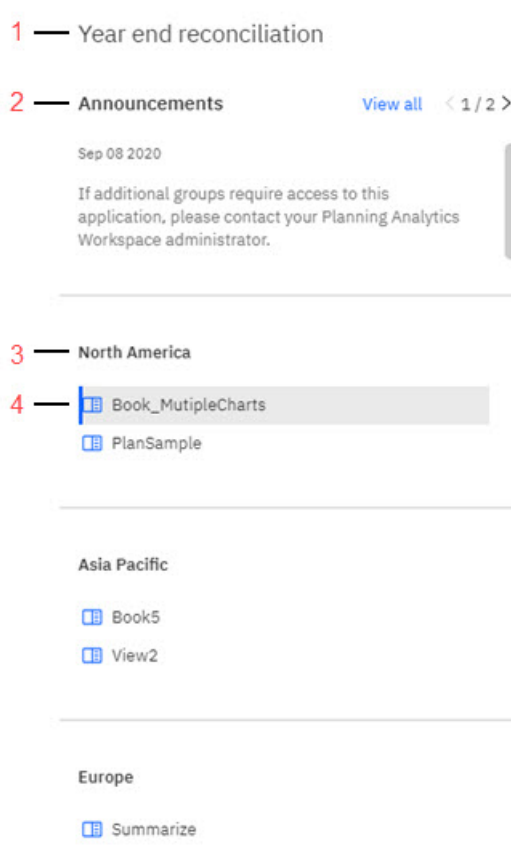 1 Year end reconciliation
2 Announcements View all < 1 / 2 >
Sep 08 2020
If additional groups require access to this
application, please contact your Planning Analytics
Workspace administrator.
3 North America
4 Book_MutipleCharts
PlanSample
Asia Pacific
Book5
View2
Europe
Summarize